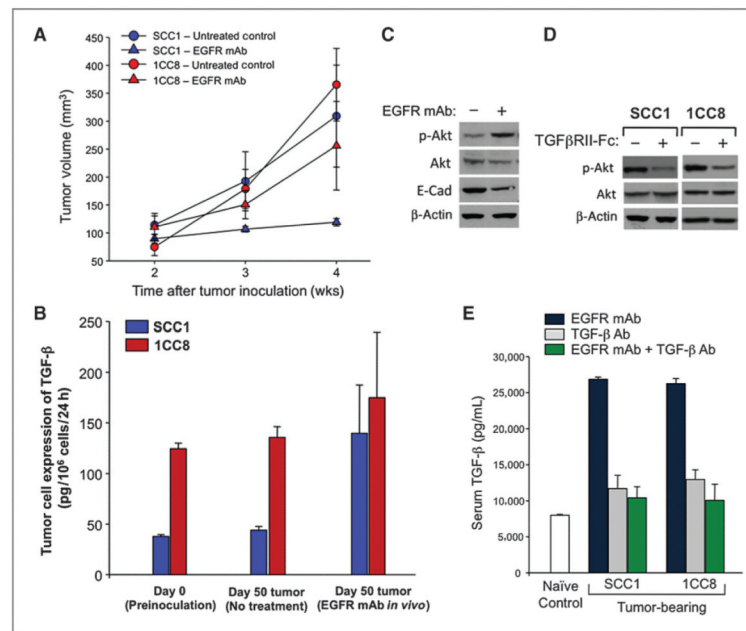 A
SCC1 – Untreated control
SCC1 – EGFR mAb
1CC8 – Untreated control
1CC8 – EGFR mAb
Tumor volume (mm³)
450
400
350
300
250
200
150
100
50
2
3
4
Time after tumor inoculation (wks)
B
SCC1
1CC8
Tumor cell expression of TGF-β
(pg/10⁶ cells/24 h)
250
200
150
100
50
0
Day 0
(Preinoculation)
Day 50 tumor
(No treatment)
Day 50 tumor
(EGFR mAb in vivo)
C
EGFR mAb: – +
p-Akt
Akt
E-Cad
β-Actin
D
SCC1 1CC8
TGFβRII-Fc: – + – +
p-Akt
Akt
β-Actin
E
EGFR mAb
TGF-β Ab
EGFR mAb + TGF-β Ab
Serum TGF-β (pg/mL)
30,000
25,000
20,000
15,000
10,000
5,000
0
Naïve
Control
SCC1
1CC8
Tumor-bearing